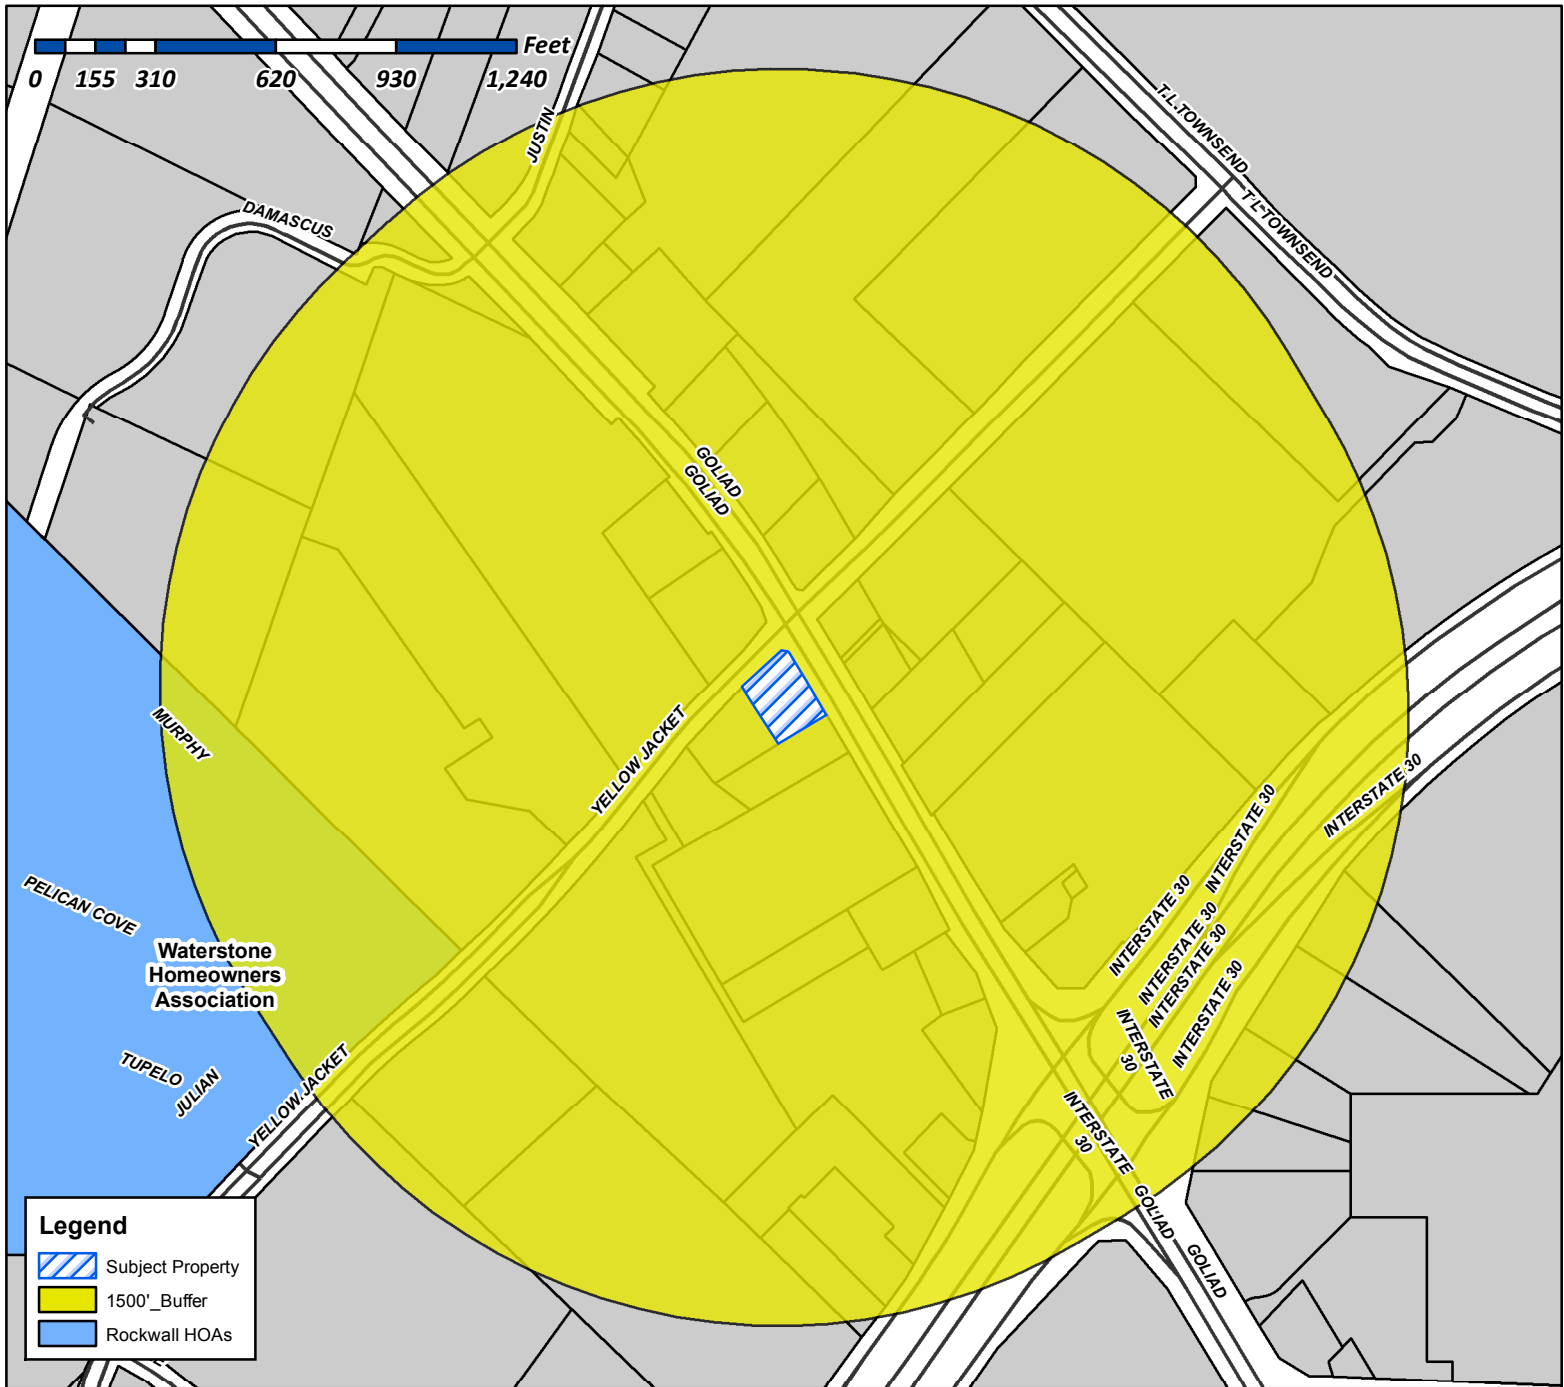 Feet
0 155 310 620 930 1,240
JUSTIN
T.L.TOWNSEND
T L TOWNSEND
DAMASCUS
GOLIAD
GOLIAD
MURPHY
YELLOW JACKET
INTERSTATE 30
INTERSTATE 30
INTERSTATE 30
INTERSTATE 30
INTERSTATE 30
INTERSTATE 30
INTERSTATE
30
INTERSTATE
30
PELICAN COVE
Waterstone
Homeowners
Association
TUPELO
JULIAN
YELLOW JACKET
GOLIAD
GOLIAD
Legend
Subject Property
1500'_Buffer
Rockwall HOAs